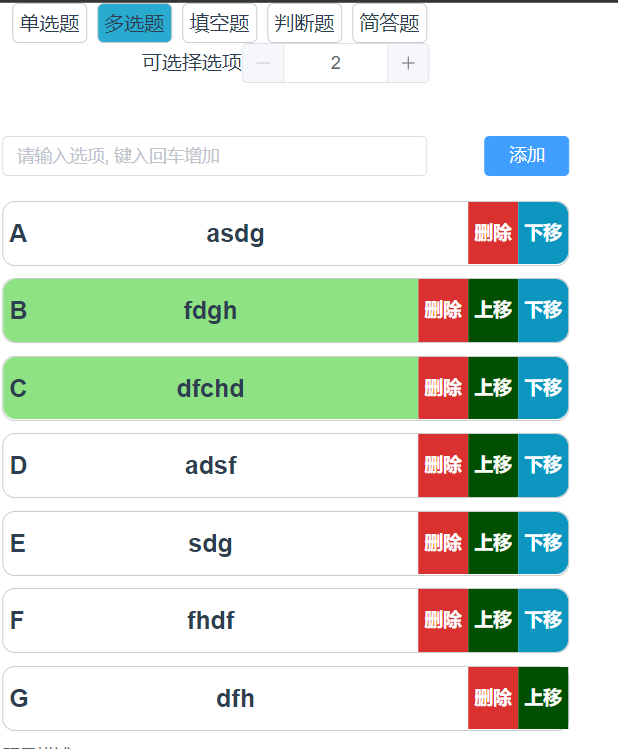 单选题 多选题 填空题 判断题 简答题
可选择选项 － 2 ＋
请输入选项, 键入回车增加 添加
A asdg 删除 下移
B fdgh 删除 上移 下移
C dfchd 删除 上移 下移
D adsf 删除 上移 下移
E sdg 删除 上移 下移
F fhdf 删除 上移 下移
G dfh 删除 上移